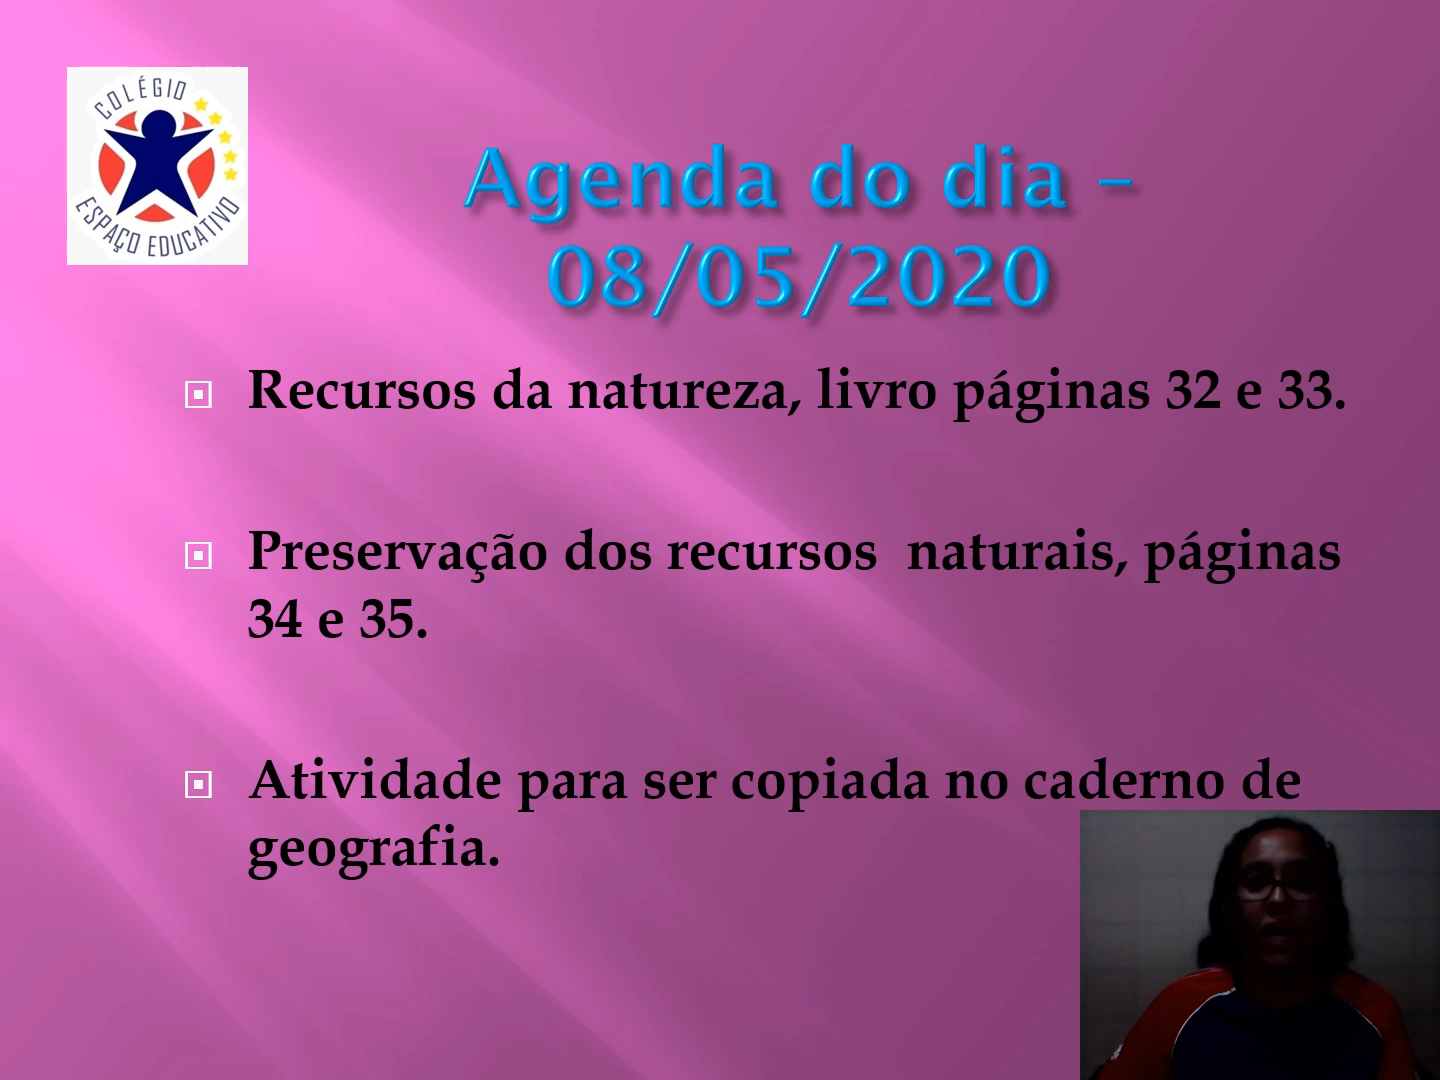 COLÉGIO
ESPAÇO EDUCATIVO
Agenda do dia –
08/05/2020
Recursos da natureza, livro páginas 32 e 33.
Preservação dos recursos naturais, páginas
34 e 35.
Atividade para ser copiada no caderno de
geografia.